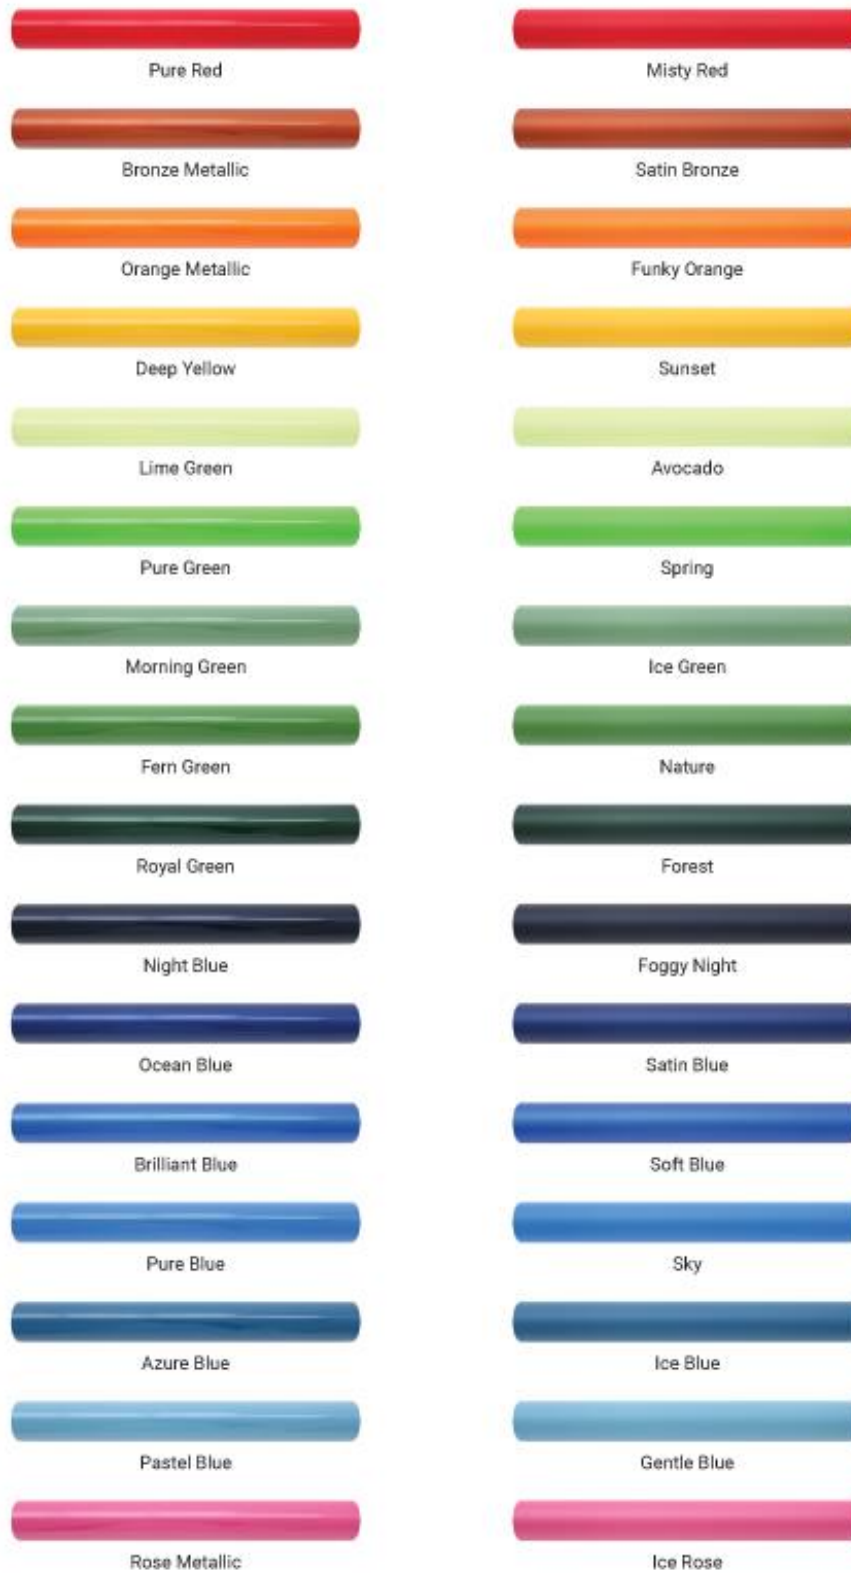 Pure Red
Misty Red
Bronze Metallic
Satin Bronze
Orange Metallic
Funky Orange
Deep Yellow
Sunset
Lime Green
Avocado
Pure Green
Spring
Morning Green
Ice Green
Fern Green
Nature
Royal Green
Forest
Night Blue
Foggy Night
Ocean Blue
Satin Blue
Brilliant Blue
Soft Blue
Pure Blue
Sky
Azure Blue
Ice Blue
Pastel Blue
Gentle Blue
Rose Metallic
Ice Rose